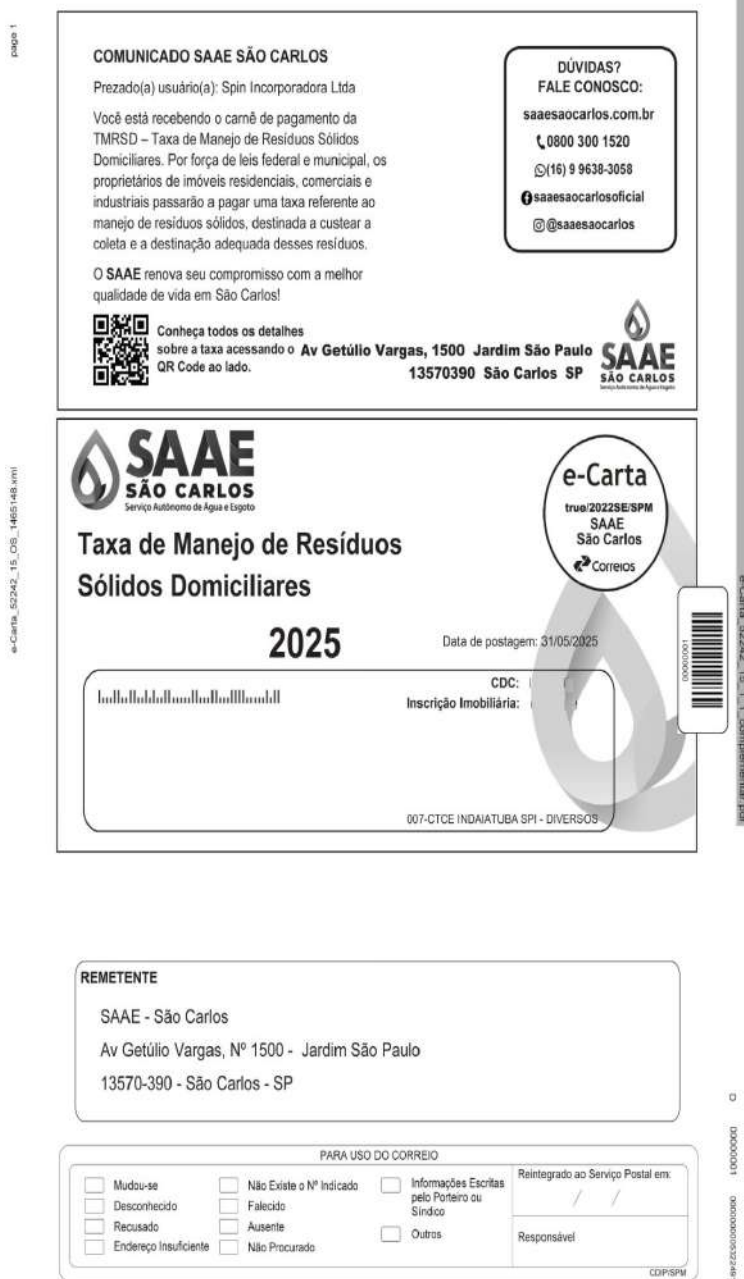 page 1
COMUNICADO SAAE SÃO CARLOS
Prezado(a) usuário(a): Spin Incorporadora Ltda
Você está recebendo o carnê de pagamento da
TMRSD – Taxa de Manejo de Resíduos Sólidos
Domiciliares. Por força de leis federal e municipal, os
proprietários de imóveis residenciais, comerciais e
industriais passarão a pagar uma taxa referente ao
manejo de resíduos sólidos, destinada a custear a
coleta e a destinação adequada desses resíduos.
O SAAE renova seu compromisso com a melhor
qualidade de vida em São Carlos!
DÚVIDAS?
FALE CONOSCO:
saaesaocarlos.com.br
0800 300 1520
(16) 9 9638-3058
saaesaocarlosoficial
@saaesaocarlos
Conheça todos os detalhes
sobre a taxa acessando o
QR Code ao lado.
Av Getúlio Vargas, 1500 Jardim São Paulo
13570390 São Carlos SP
SAAE
SÃO CARLOS
Serviço Autônomo de Água e Esgoto
e-Carta_52242_15_OS_1465148.xml
SAAE
SÃO CARLOS
Serviço Autônomo de Água e Esgoto
Taxa de Manejo de Resíduos
Sólidos Domiciliares
2025
e-Carta
true/2022SE/SPM
SAAE
São Carlos
Correios
Data de postagem: 31/05/2025
CDC:
Inscrição Imobiliária:
007-CTCE INDAIATUBA SPI - DIVERSOS
00000001
REMETENTE
SAAE - São Carlos
Av Getúlio Vargas, Nº 1500 - Jardim São Paulo
13570-390 - São Carlos - SP
PARA USO DO CORREIO
Mudou-se
Desconhecido
Recusado
Endereço Insuficiente
Não Existe o Nº Indicado
Falecido
Ausente
Não Procurado
Informações Escritas
pelo Porteiro ou
Síndico
Outros
Reintegrado ao Serviço Postal em:
/ /
Responsável
CDIP/SPM
D 00000001